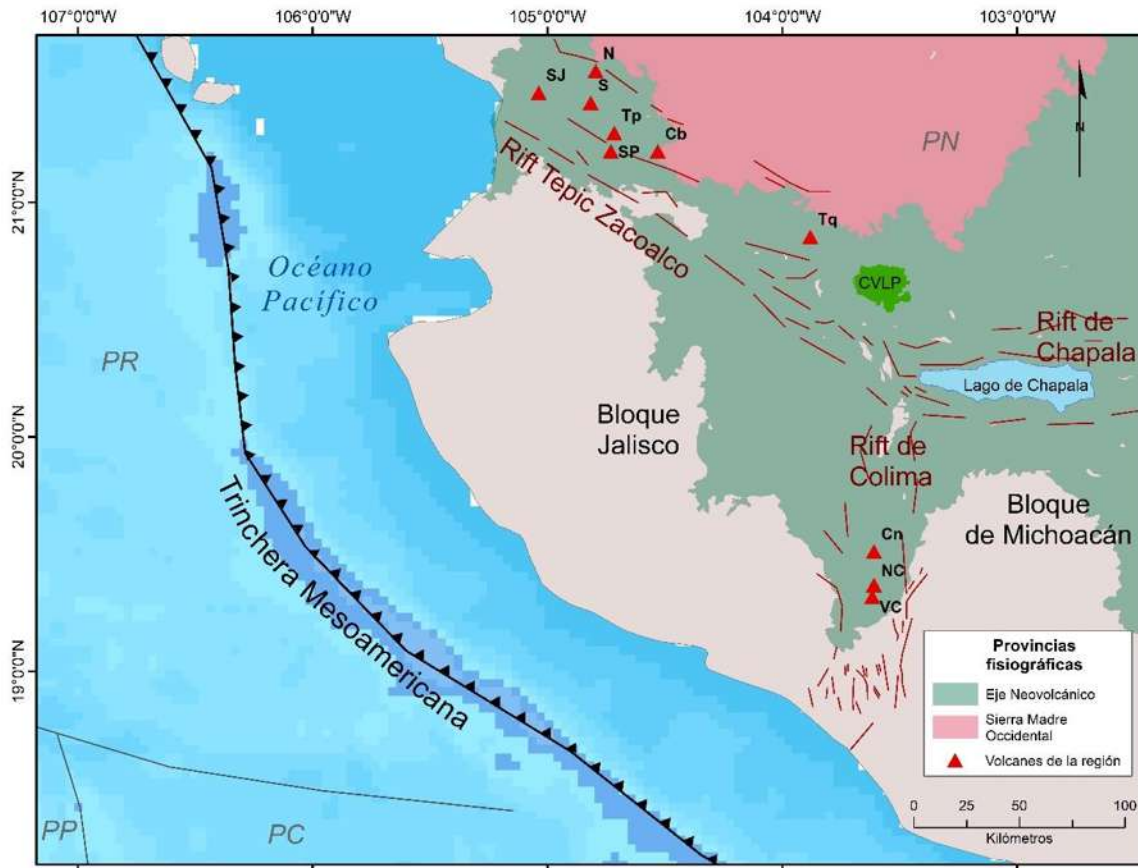 107°0'0"W
106°0'0"W
105°0'0"W
104°0'0"W
103°0'0"W
21°0'0"N
20°0'0"N
19°0'0"N
N
SJ
S
Tp
Cb
SP
PN
N
Rift Tepic Zacoalco
Tq
Océano
Pacífico
CVLP
PR
Rift de
Chapala
Lago de Chapala
Bloque
Jalisco
Rift de
Colima
Bloque
de Michoacán
Trinchera Mesoamericana
Cn
NC
VC
PP
PC
Provincias
fisiográficas
Eje Neovolcánico
Sierra Madre
Occidental
Volcanes de la región
0 25 50 100
Kilómetros